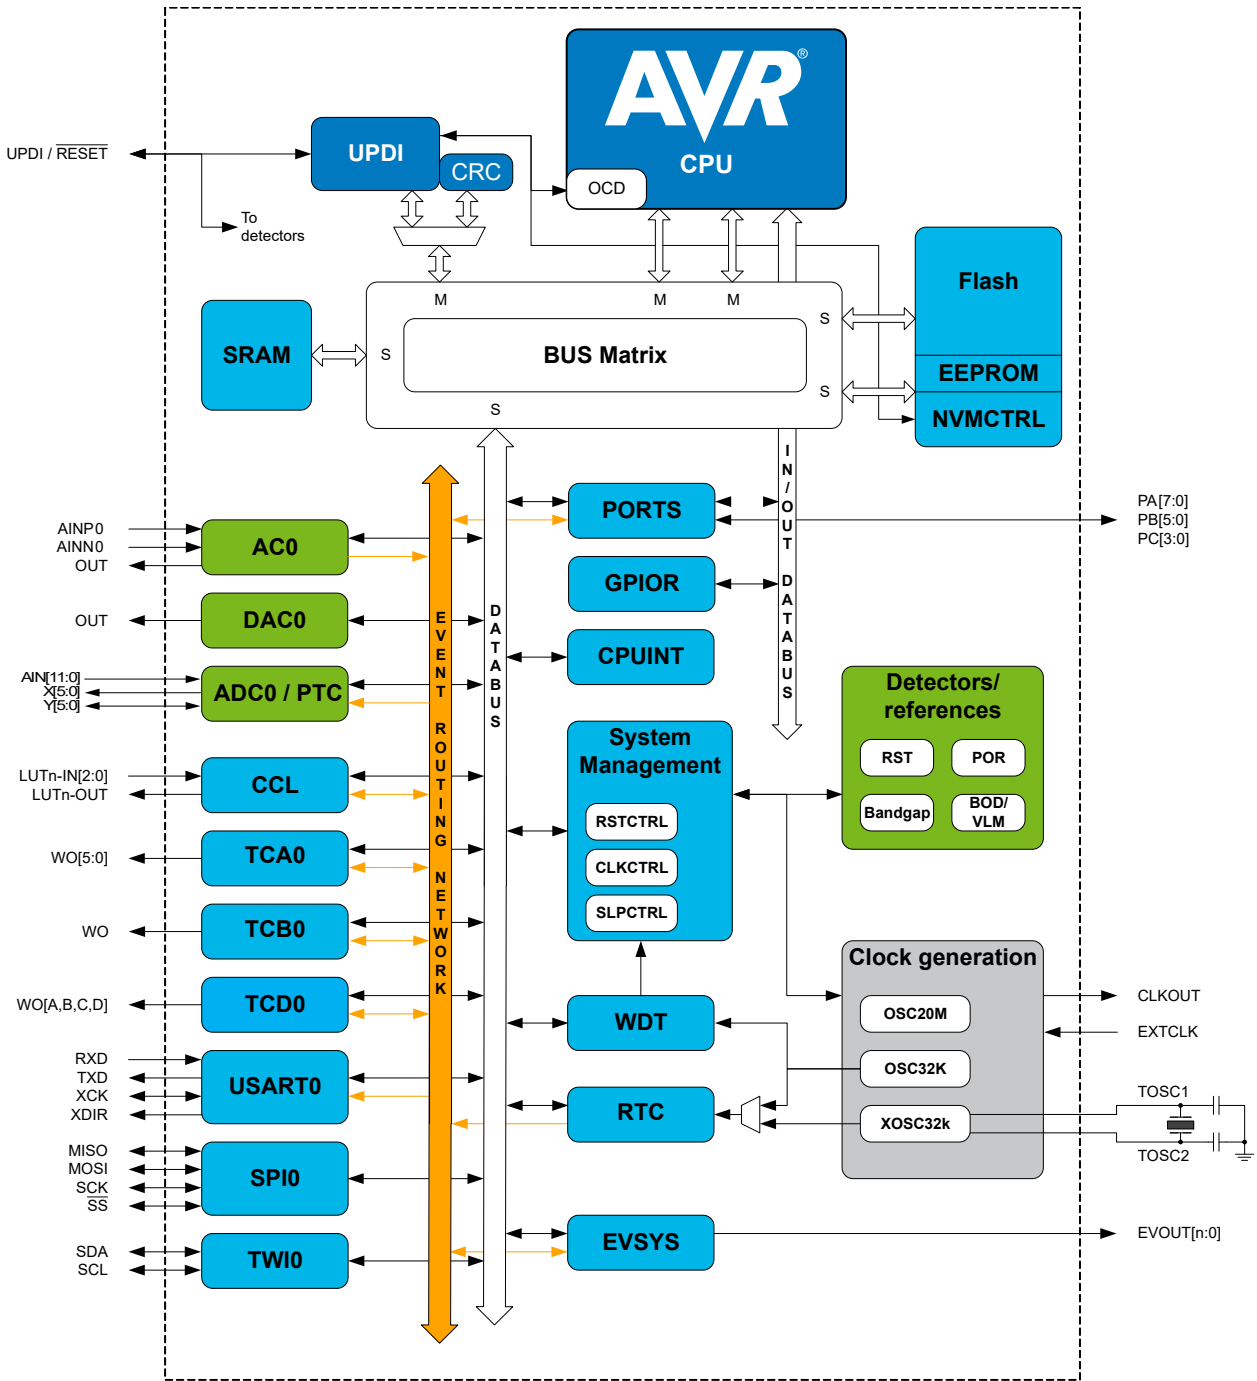 AVR®
CPU
OCD
UPDI / RESET
UPDI
CRC
To
detectors
M
M
M
S
S
S
S
BUS Matrix
SRAM
Flash
EEPROM
NVMCTRL
IN/OUT DATABUS
DATABUS
EVENT ROUTING NETWORK
PORTS
PA[7:0]
PB[5:0]
PC[3:0]
GPIOR
CPUINT
AINP0
AINN0
OUT
AC0
OUT
DAC0
AIN[11:0]
X[5:0]
Y[5:0]
ADC0 / PTC
LUTn-IN[2:0]
LUTn-OUT
CCL
WO[5:0]
TCA0
WO
TCB0
WO[A,B,C,D]
TCD0
RXD
TXD
XCK
XDIR
USART0
MISO
MOSI
SCK
SS
SPI0
SDA
SCL
TWI0
System
Management
RSTCTRL
CLKCTRL
SLPCTRL
Detectors/
references
RST
POR
Bandgap
BOD/
VLM
WDT
RTC
EVSYS
Clock generation
OSC20M
OSC32K
XOSC32k
CLKOUT
EXTCLK
TOSC1
TOSC2
EVOUT[n:0]